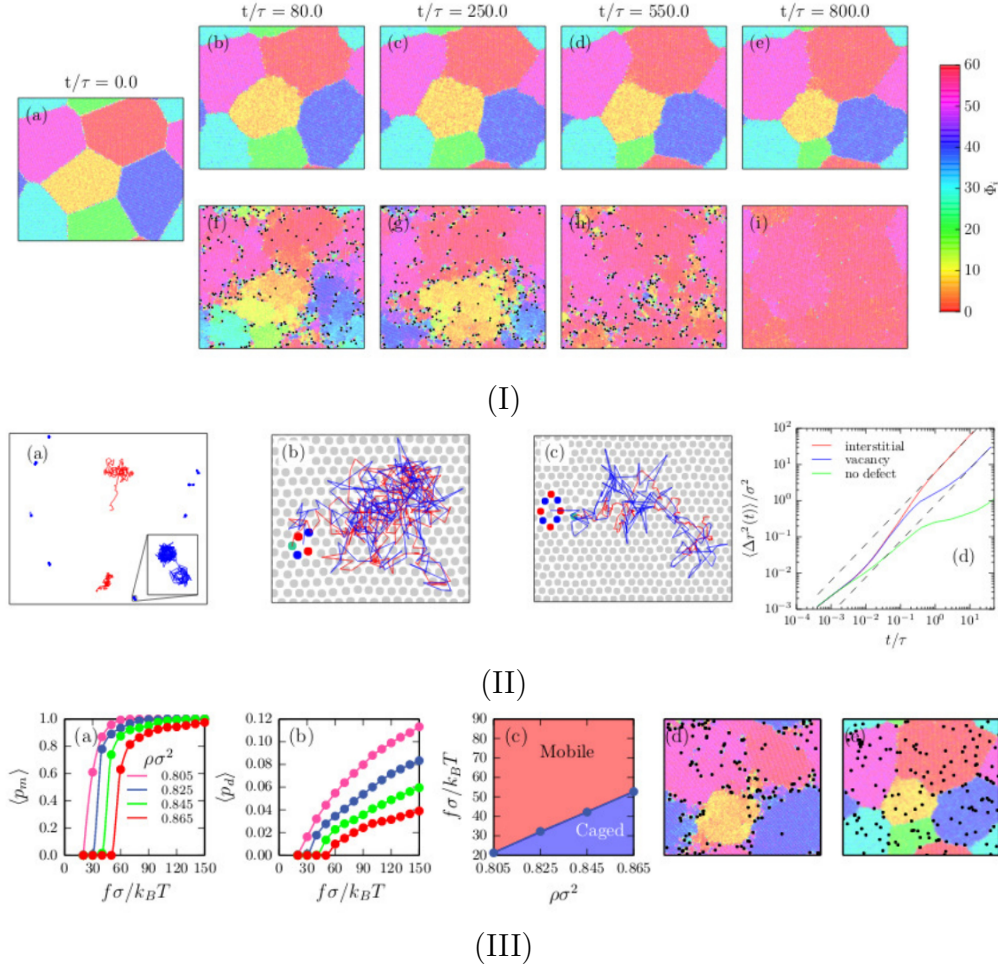 t/τ = 80.0 t/τ = 250.0 t/τ = 550.0 t/τ = 800.0
t/τ = 0.0
(a) (b) (c) (d) (e)
60
50
40
30
20
10
0
Φi
(f) (g) (h) (i)
(I)
(a) (b) (c)
⟨Δr²(t)⟩/σ²
10²
10¹
10⁰
10⁻¹
10⁻²
10⁻³
interstitial
vacancy
no defect
(d)
10⁻⁴ 10⁻³ 10⁻² 10⁻¹ 10⁰ 10¹
t/τ
(II)
⟨pm⟩
1.0
0.8
0.6
0.4
0.2
0.0
(a)
ρσ²
0.805
0.825
0.845
0.865
30 60 90 120 150
fσ/kBT
⟨pd⟩
0.12
0.10
0.08
0.06
0.04
0.02
0.00
(b)
0 30 60 90 120 150
fσ/kBT
fσ/kBT
90
80
70
60
50
40
30
20
(c)
Mobile
Caged
0.805 0.825 0.845 0.865
ρσ²
(d)
(III)